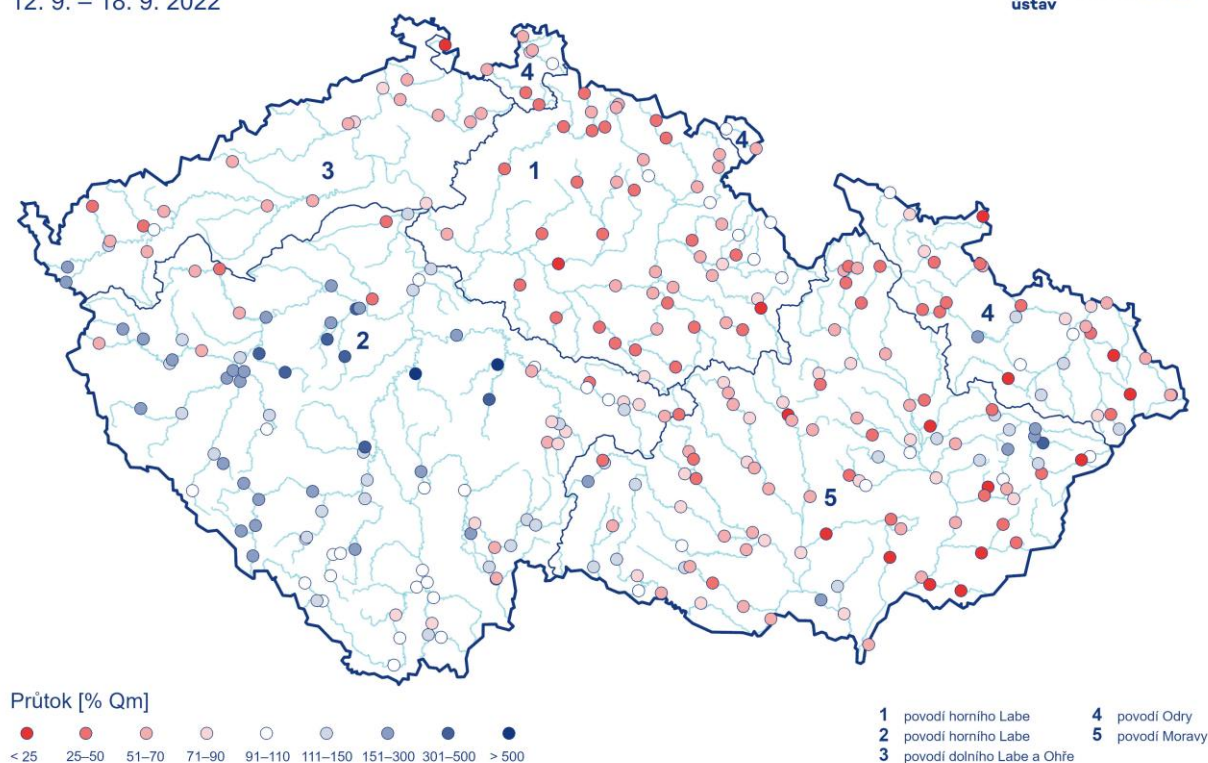 12. 9. – 18. 9. 2022
ústav
4
4
1
3
2
4
5
Průtok [% Qm]
< 25 25–50 51–70 71–90 91–110 111–150 151–300 301–500 > 500
1 povodí horního Labe 4 povodí Odry
2 povodí horního Labe 5 povodí Moravy
3 povodí dolního Labe a Ohře